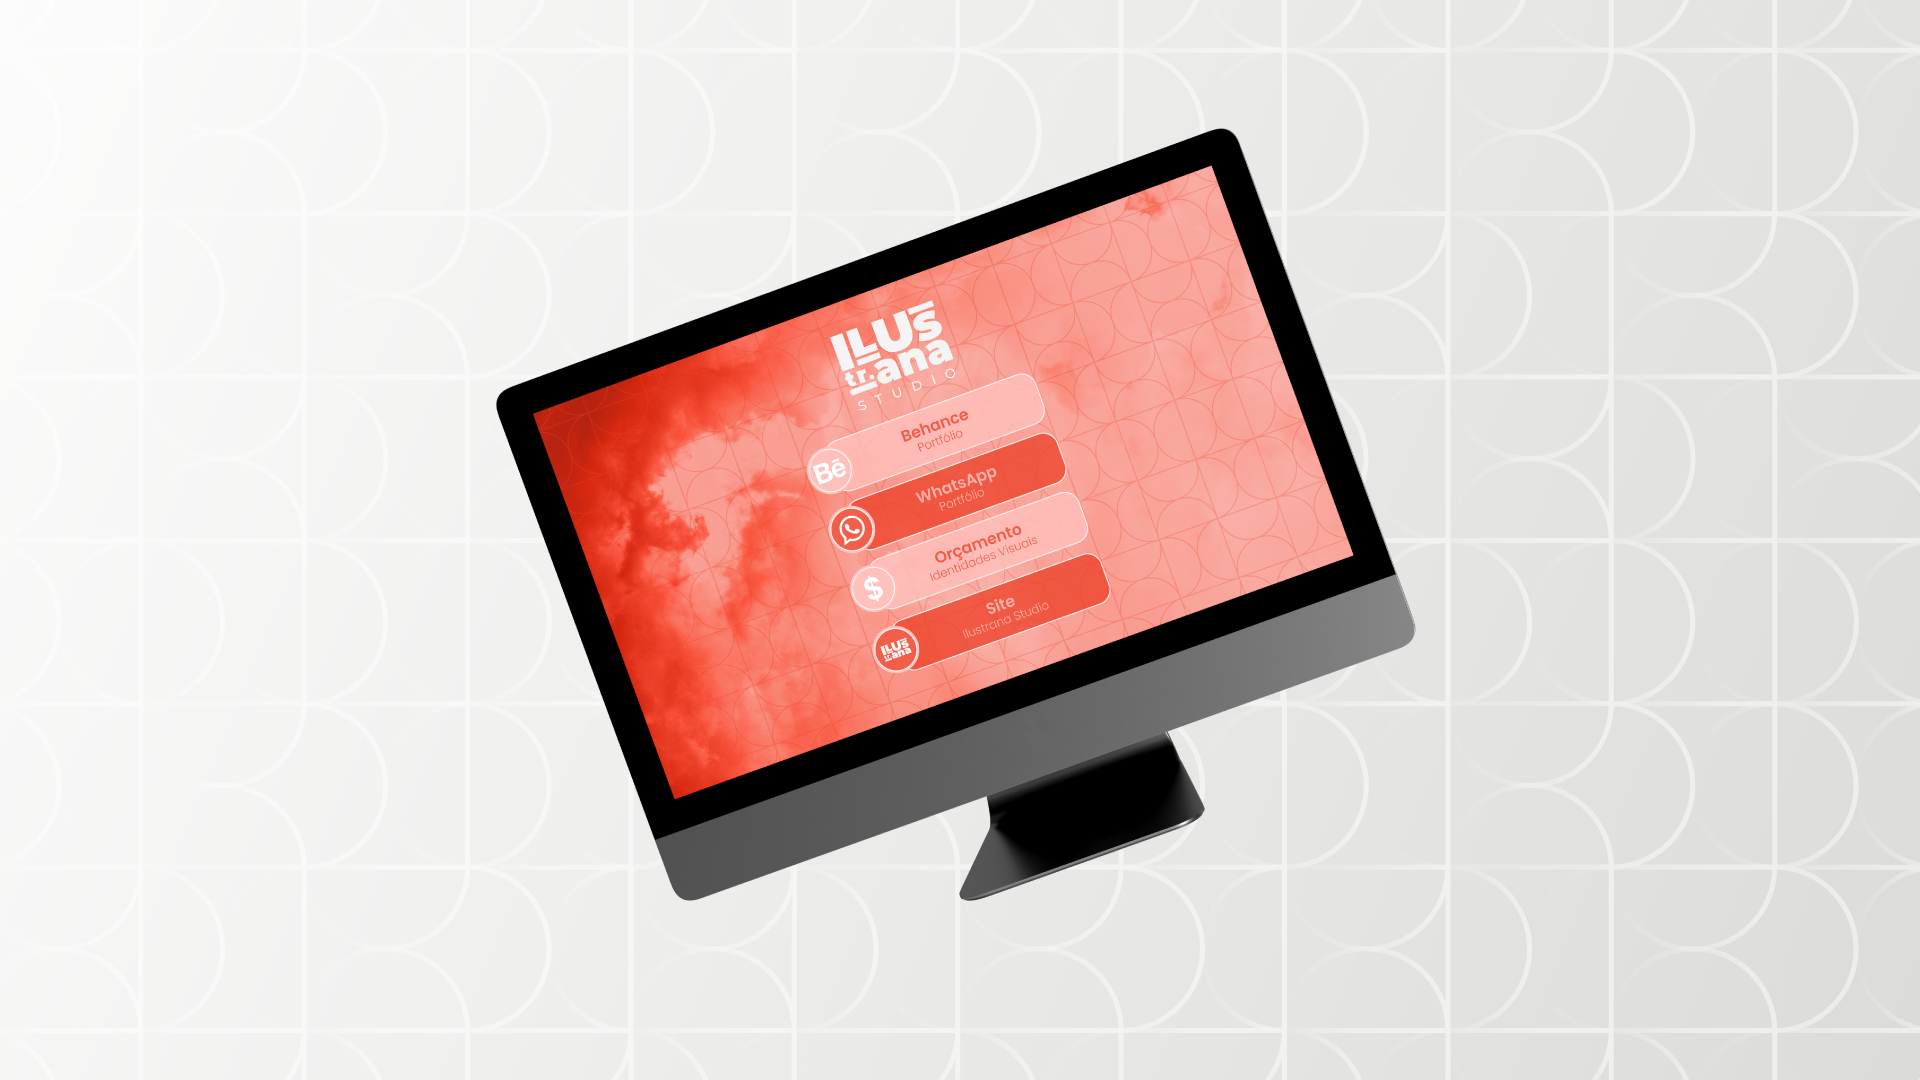 ILUS
tr.ana
STUDIO
Behance
Portfólio
Bē
WhatsApp
Portfólio
Orçamento
Identidades Visuais
$
Site
Ilustrana Studio
ILUS
tr.ana